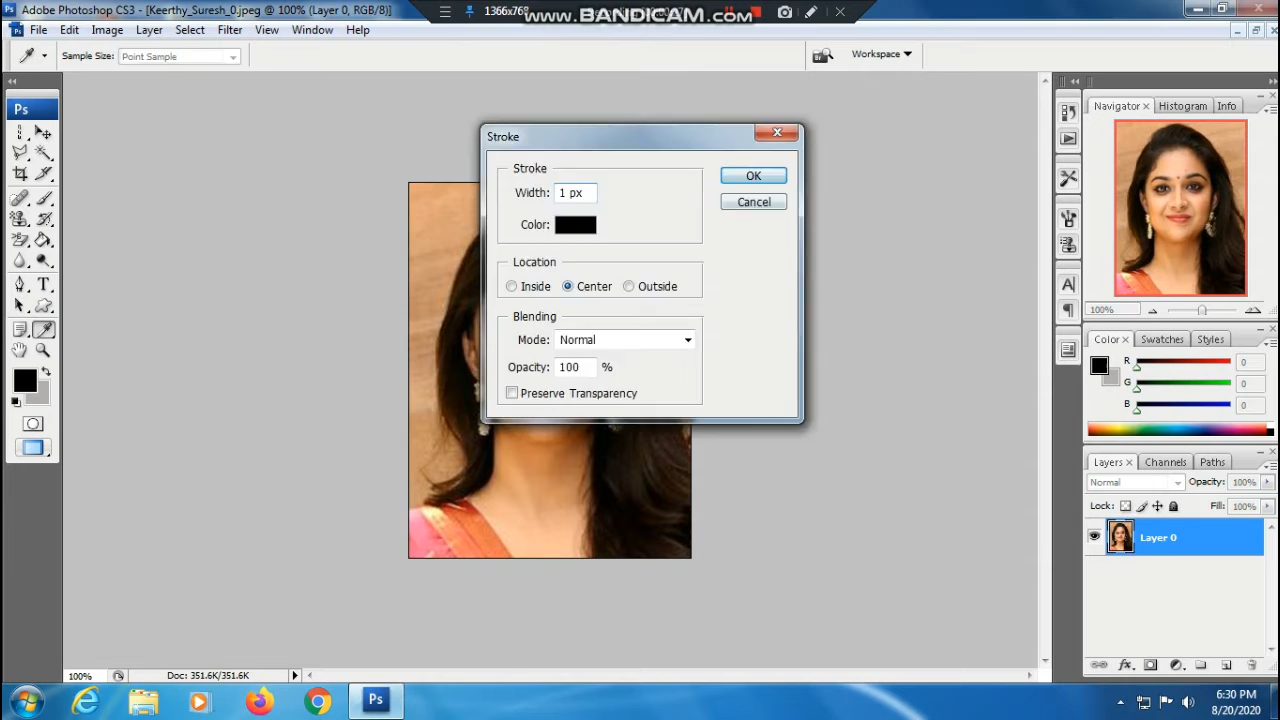 Adobe Photoshop CS3 - [Keerthy_Suresh_0.jpeg @ 100% (Layer 0, RGB/8)]
1366x768
www.BANDICAM.com
File Edit Image Layer Select Filter View Window Help
Sample Size: Point Sample
Workspace
Ps
Stroke
Stroke
Width: 1 px
Color:
OK
Cancel
Location
Inside Center Outside
Blending
Mode: Normal
Opacity: 100 %
Preserve Transparency
Navigator Histogram Info
100%
Color Swatches Styles
R 0
G 0
B 0
Layers Channels Paths
Normal Opacity: 100%
Lock: Fill: 100%
Layer 0
100% Doc: 351.6K/351.6K
Ps
6:30 PM
8/20/2020